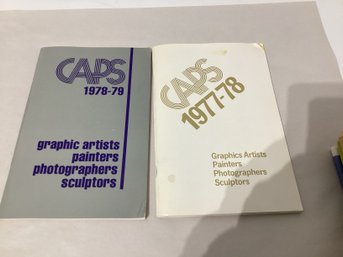 CAPS
1978-79
graphic artists
painters
photographers
sculptors
CAPS
1977-78
Graphics Artists
Painters
Photographers
Sculptors